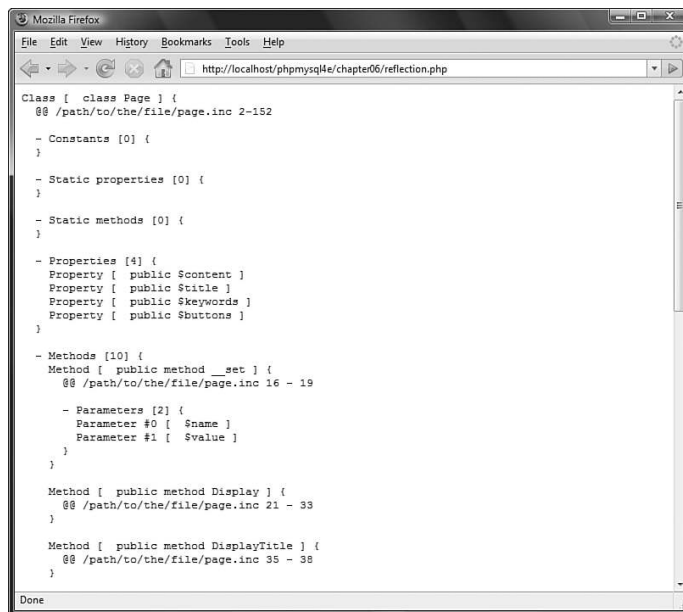 Mozilla Firefox
File Edit View History Bookmarks Tools Help
http://localhost/phpmysql4e/chapter06/reflection.php
Class [  class Page ] {
  @@ /path/to/the/file/page.inc 2-152

  - Constants [0] {
  }

  - Static properties [0] {
  }

  - Static methods [0] {
  }

  - Properties [4] {
    Property [  public $content ]
    Property [  public $title ]
    Property [  public $keywords ]
    Property [  public $buttons ]
  }

  - Methods [10] {
    Method [  public method __set ] {
      @@ /path/to/the/file/page.inc 16 - 19

      - Parameters [2] {
        Parameter #0 [  $name ]
        Parameter #1 [  $value ]
      }
    }

    Method [  public method Display ] {
      @@ /path/to/the/file/page.inc 21 - 33
    }

    Method [  public method DisplayTitle ] {
      @@ /path/to/the/file/page.inc 35 - 38
    }
Done